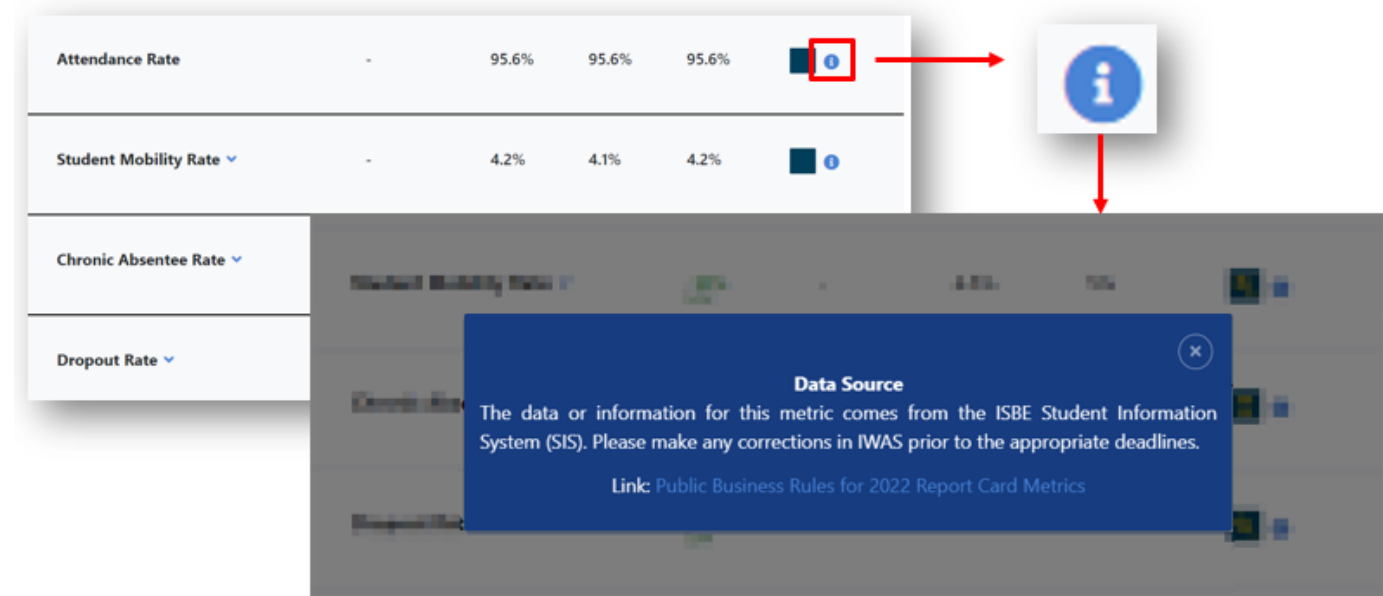 Attendance Rate - 95.6% 95.6% 95.6%
Student Mobility Rate - 4.2% 4.1% 4.2%
Chronic Absentee Rate
Dropout Rate
Data Source
The data or information for this metric comes from the ISBE Student Information
System (SIS). Please make any corrections in IWAS prior to the appropriate deadlines.
Link: Public Business Rules for 2022 Report Card Metrics